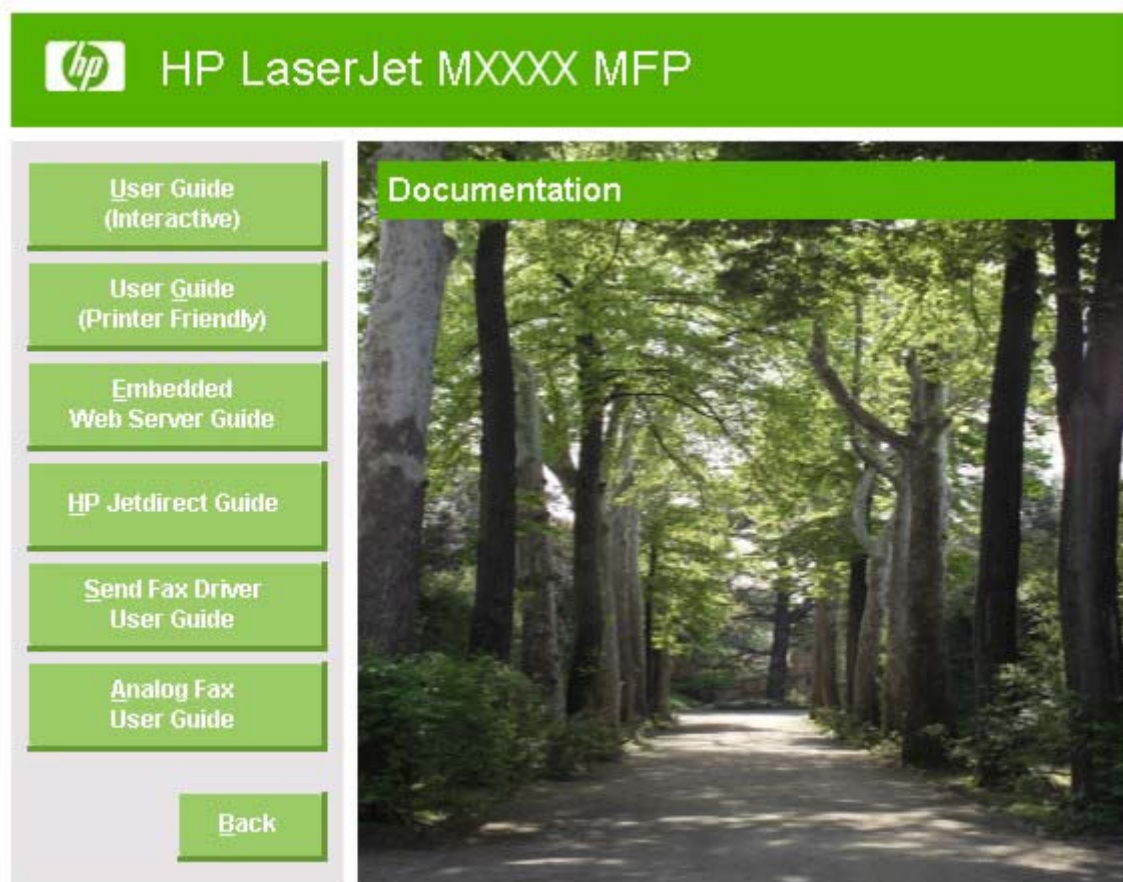 hp HP LaserJet MXXXX MFP
Documentation
User Guide
(Interactive)
User Guide
(Printer Friendly)
Embedded
Web Server Guide
HP Jetdirect Guide
Send Fax Driver
User Guide
Analog Fax
User Guide
Back